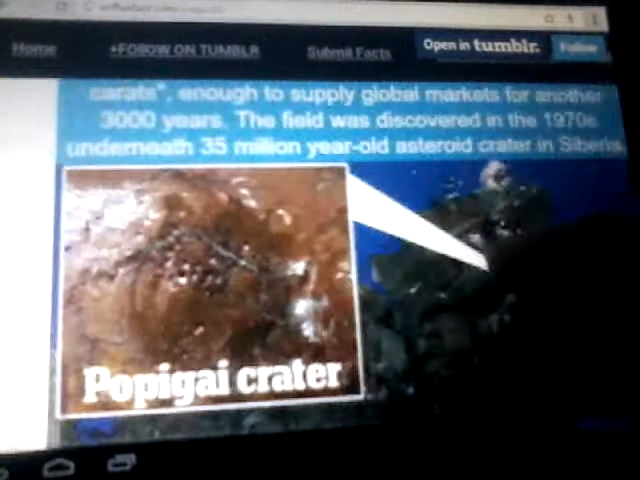 Home +FOllOW ON TUMBLR Submit Facts Open in tumblr. Follow
carats", enough to supply global markets for another
3000 years. The field was discovered in the 1970s
underneath 35 million year-old asteroid crater in Siberia.
Popigai crater